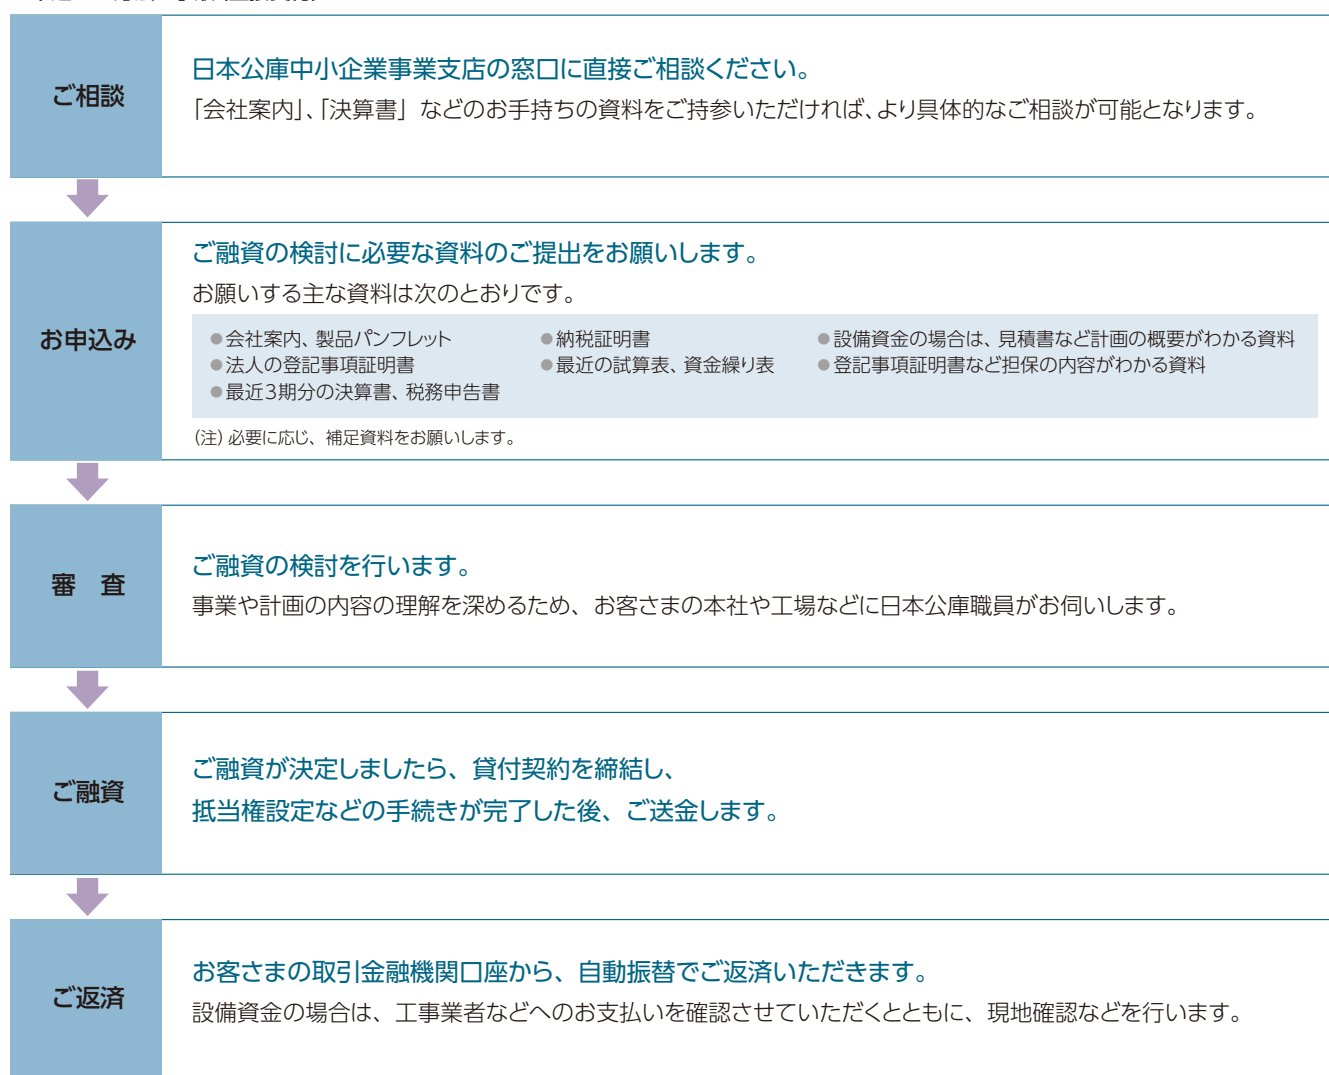 ご相談
日本公庫中小企業事業支店の窓口に直接ご相談ください。
「会社案内」、「決算書」などのお手持ちの資料をご持参いただければ、より具体的なご相談が可能となります。
お申込み
ご融資の検討に必要な資料のご提出をお願いします。
お願いする主な資料は次のとおりです。
●会社案内、製品パンフレット
●法人の登記事項証明書
●最近3期分の決算書、税務申告書
●納税証明書
●最近の試算表、資金繰り表
●設備資金の場合は、見積書など計画の概要がわかる資料
●登記事項証明書など担保の内容がわかる資料
(注)必要に応じ、補足資料をお願いします。
審 査
ご融資の検討を行います。
事業や計画の内容の理解を深めるため、お客さまの本社や工場などに日本公庫職員がお伺いします。
ご融資
ご融資が決定しましたら、貸付契約を締結し、
抵当権設定などの手続きが完了した後、ご送金します。
ご返済
お客さまの取引金融機関口座から、自動振替でご返済いただきます。
設備資金の場合は、工事業者などへのお支払いを確認させていただくとともに、現地確認などを行います。